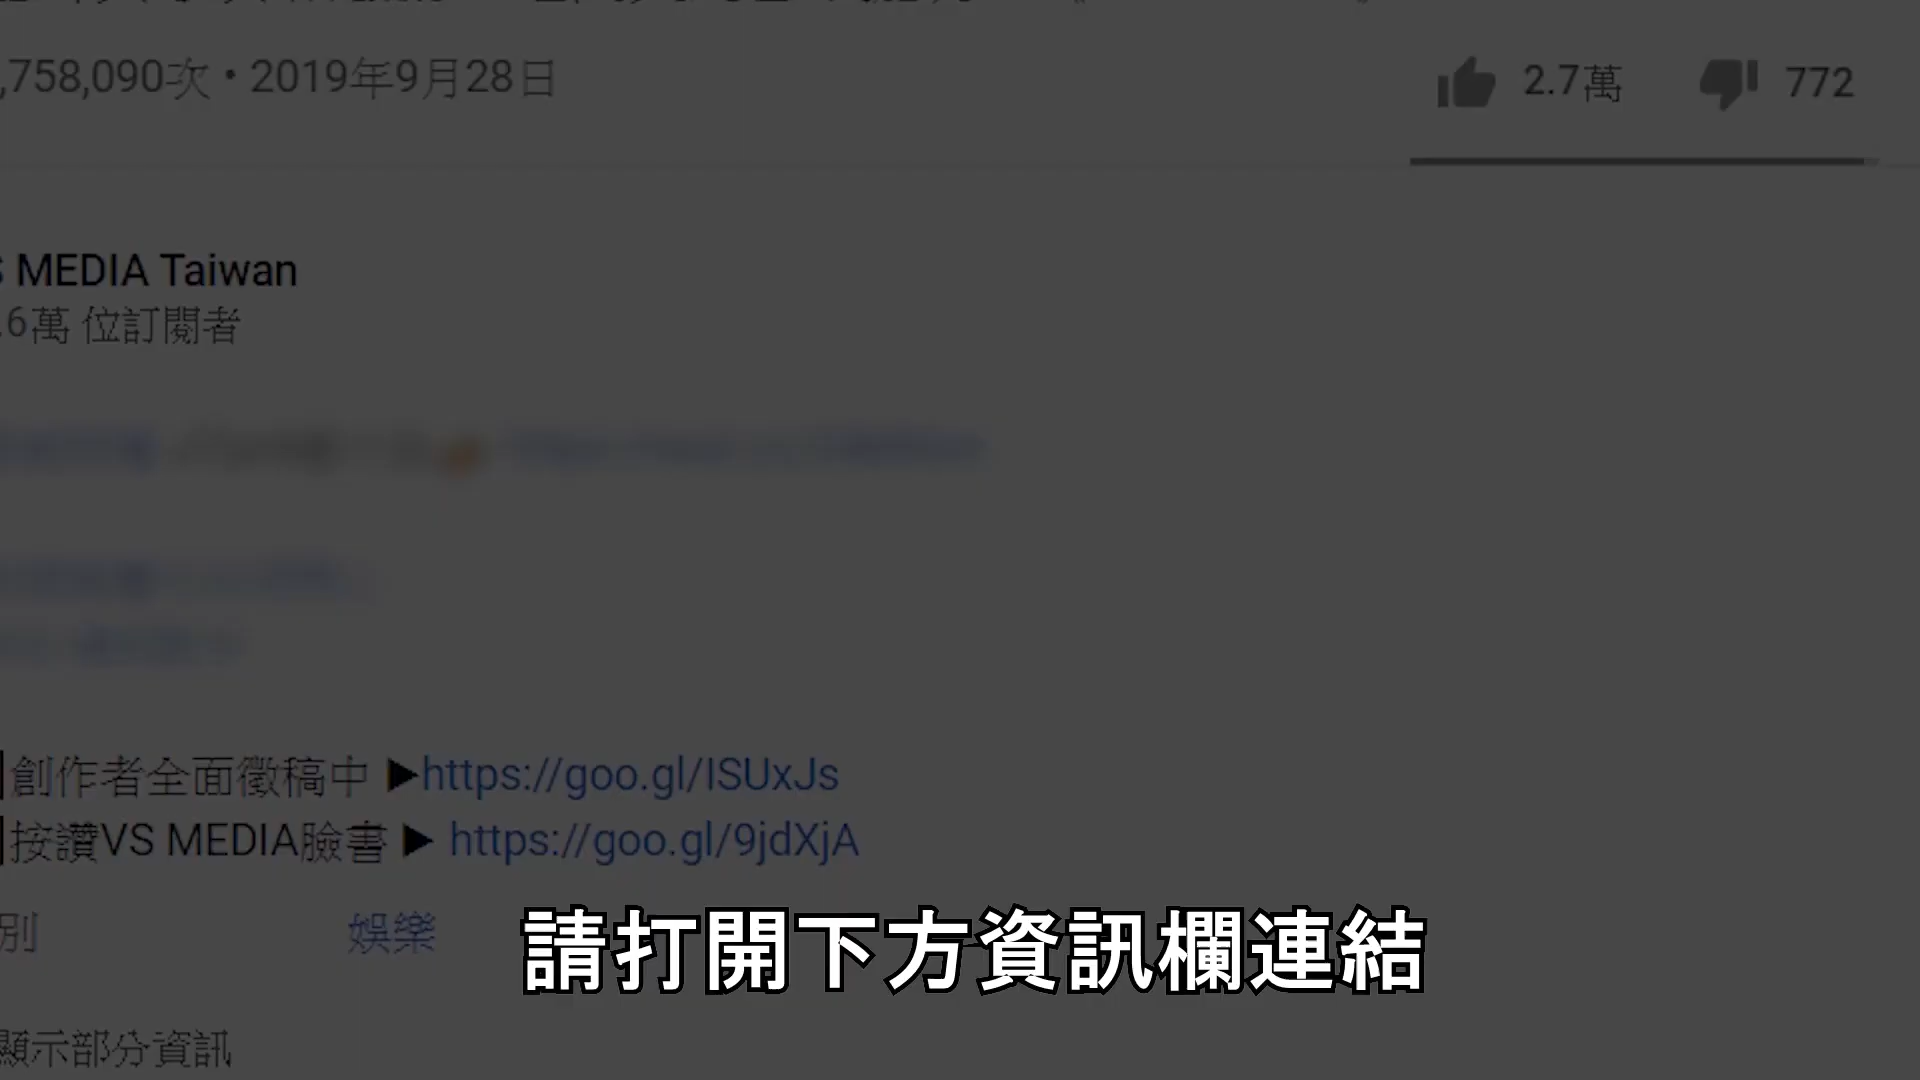 ,758,090次 • 2019年9月28日
2.7萬
772
S MEDIA Taiwan
.6萬 位訂閱者
創作者全面徵稿中 ▶https://goo.gl/ISUxJs
按讚VS MEDIA臉書 ▶ https://goo.gl/9jdXjA
別 娛樂
請打開下方資訊欄連結
顯示部分資訊